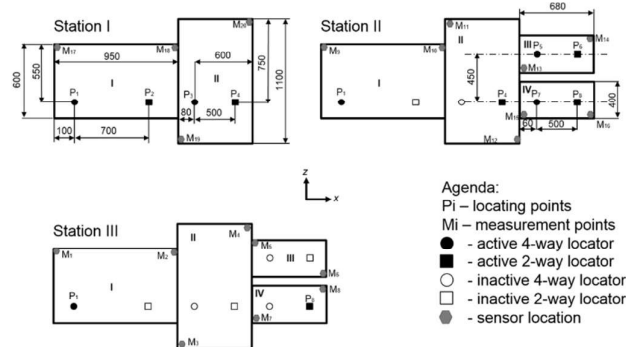 Station I
M17
M18
M20
950
600
550
600
750
1100
I
II
P1
P2
P3
P4
80
500
100
700
M19
Station II
680
M9
M10
M11
II
III
P5
P6
M14
I
450
M13
IV
P1
P4
P7
P8
400
M12
60
500
M16
z
x
Station III
M1
M2
II
M4
M5
III
M6
I
IV
P8
M8
P1
M7
M3
Agenda:
Pi – locating points
Mi – measurement points
- active 4-way locator
- active 2-way locator
- inactive 4-way locator
- inactive 2-way locator
- sensor location